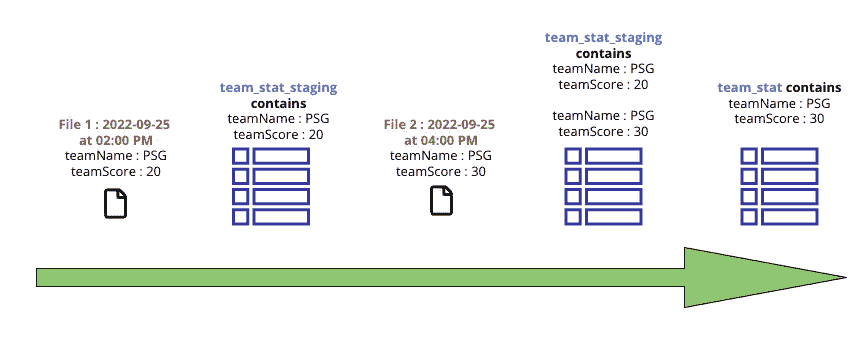 File 1 : 2022-09-25
at 02:00 PM
teamName : PSG
teamScore : 20
team_stat_staging
contains
teamName : PSG
teamScore : 20
File 2 : 2022-09-25
at 04:00 PM
teamName : PSG
teamScore : 30
team_stat_staging
contains
teamName : PSG
teamScore : 20
teamName : PSG
teamScore : 30
team_stat contains
teamName : PSG
teamScore : 30